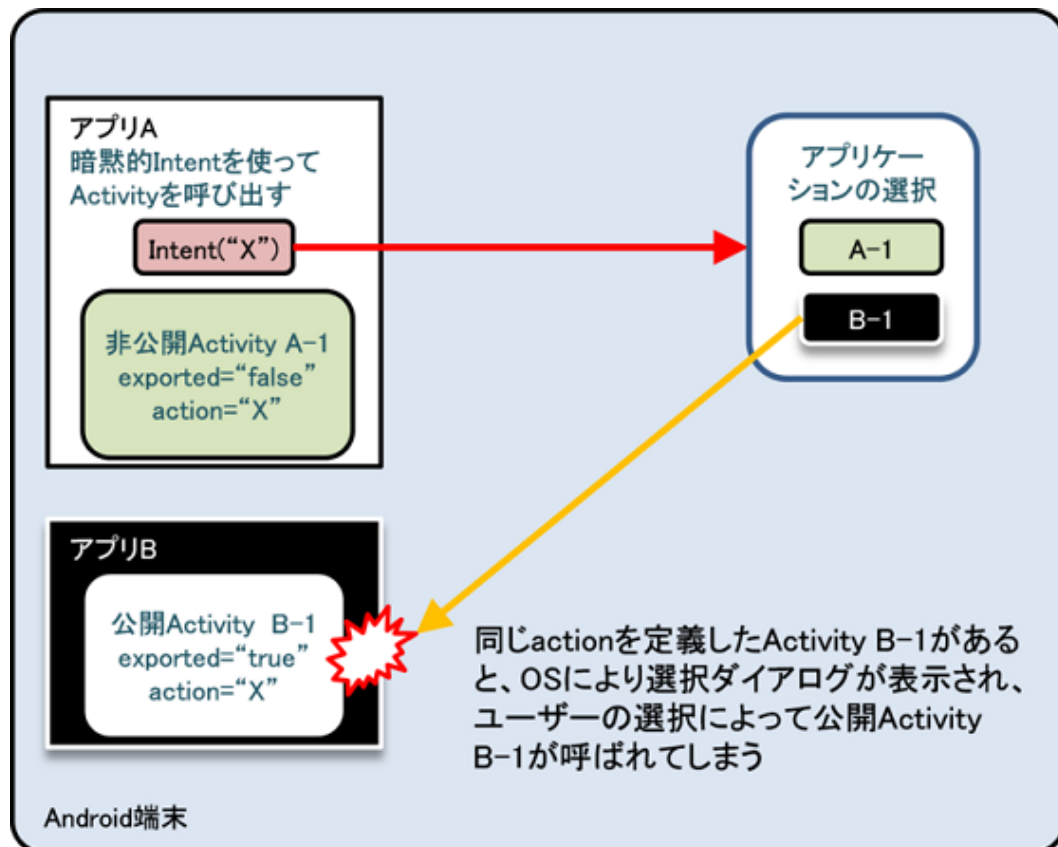 アプリA
暗黙的Intentを使って
Activityを呼び出す
Intent(“X”)
非公開Activity A-1
exported=“false”
action=“X”
アプリケー
ションの選択
A-1
B-1
アプリB
公開Activity B-1
exported=“true”
action=“X”
同じactionを定義したActivity B-1がある
と、OSにより選択ダイアログが表示され、
ユーザーの選択によって公開Activity
B-1が呼ばれてしまう
Android端末